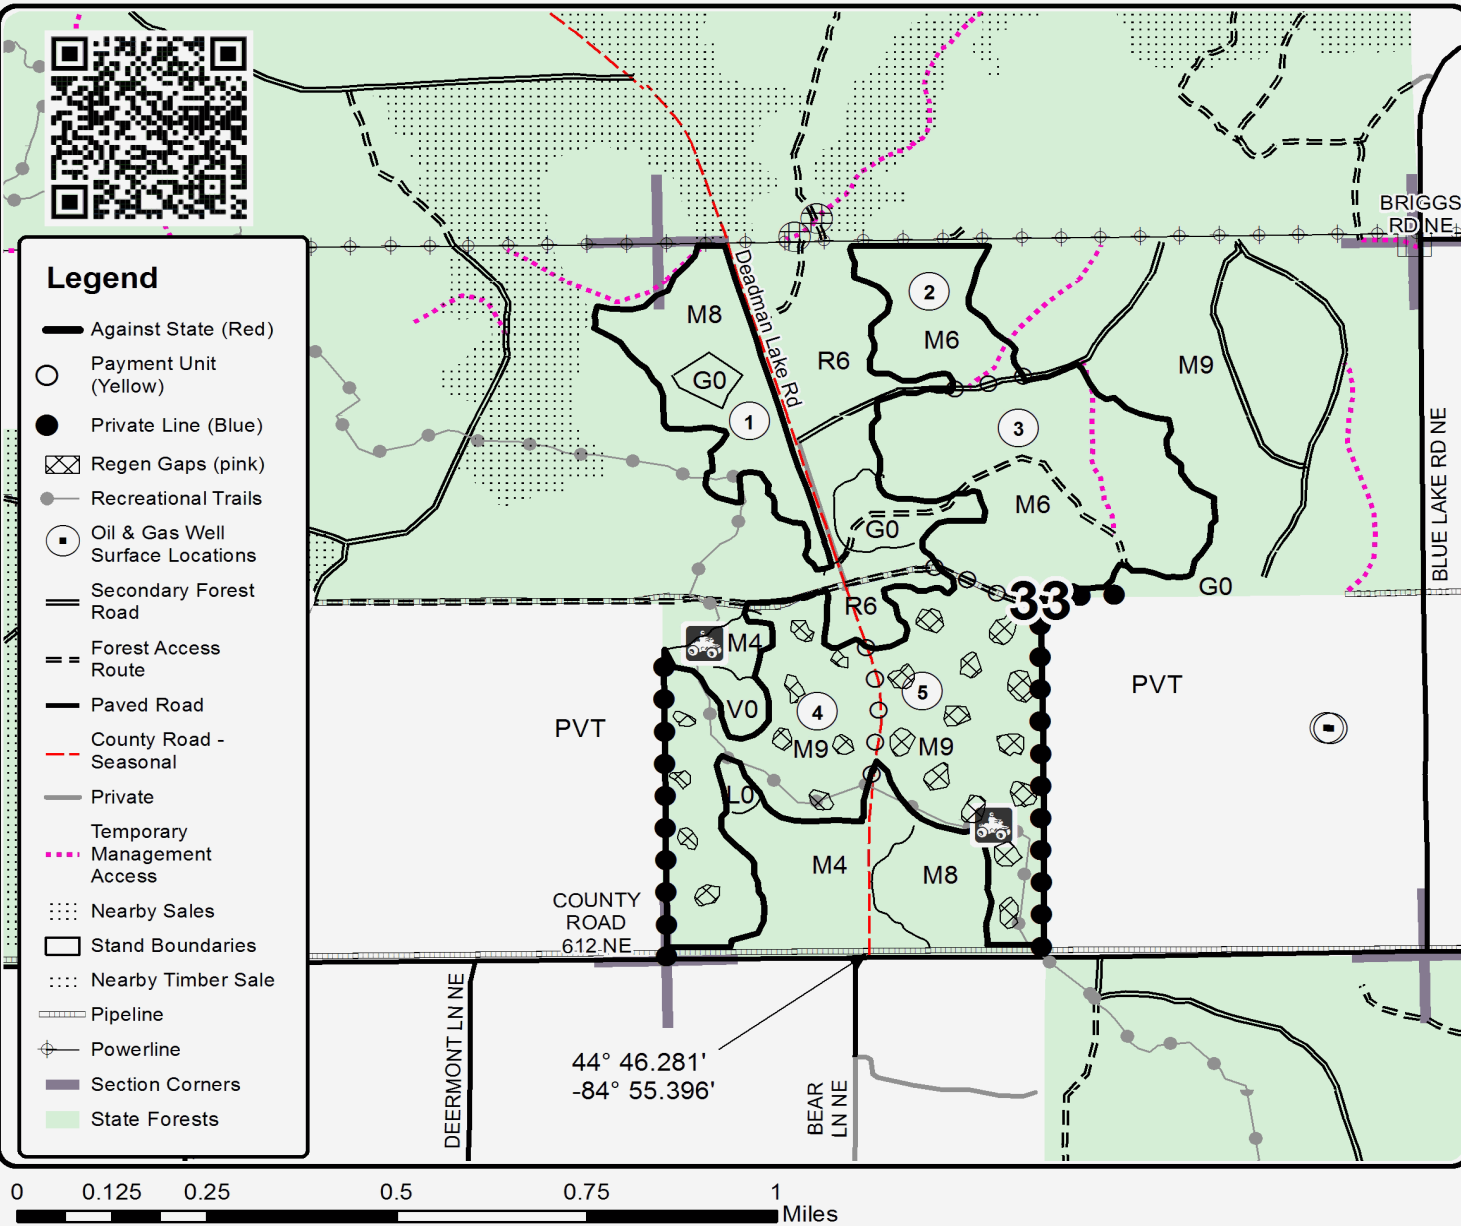 BRIGGS
RD NE
Legend
Against State (Red)
Payment Unit
(Yellow)
Private Line (Blue)
Regen Gaps (pink)
Recreational Trails
Oil & Gas Well
Surface Locations
Secondary Forest
Road
Forest Access
Route
Paved Road
County Road -
Seasonal
Private
Temporary
Management
Access
Nearby Sales
Stand Boundaries
Nearby Timber Sale
Pipeline
Powerline
Section Corners
State Forests
M8
G0
1
Deadman Lake Rd
R6
2
M6
M9
3
M6
G0
G0
BLUE LAKE RD NE
33
R6
M4
V0
4
5
M9
M9
PVT
PVT
L0
M4
M8
COUNTY
ROAD
612 NE
DEERMONT LN NE
44° 46.281'
-84° 55.396'
BEAR
LN NE
0 0.125 0.25 0.5 0.75 1
Miles